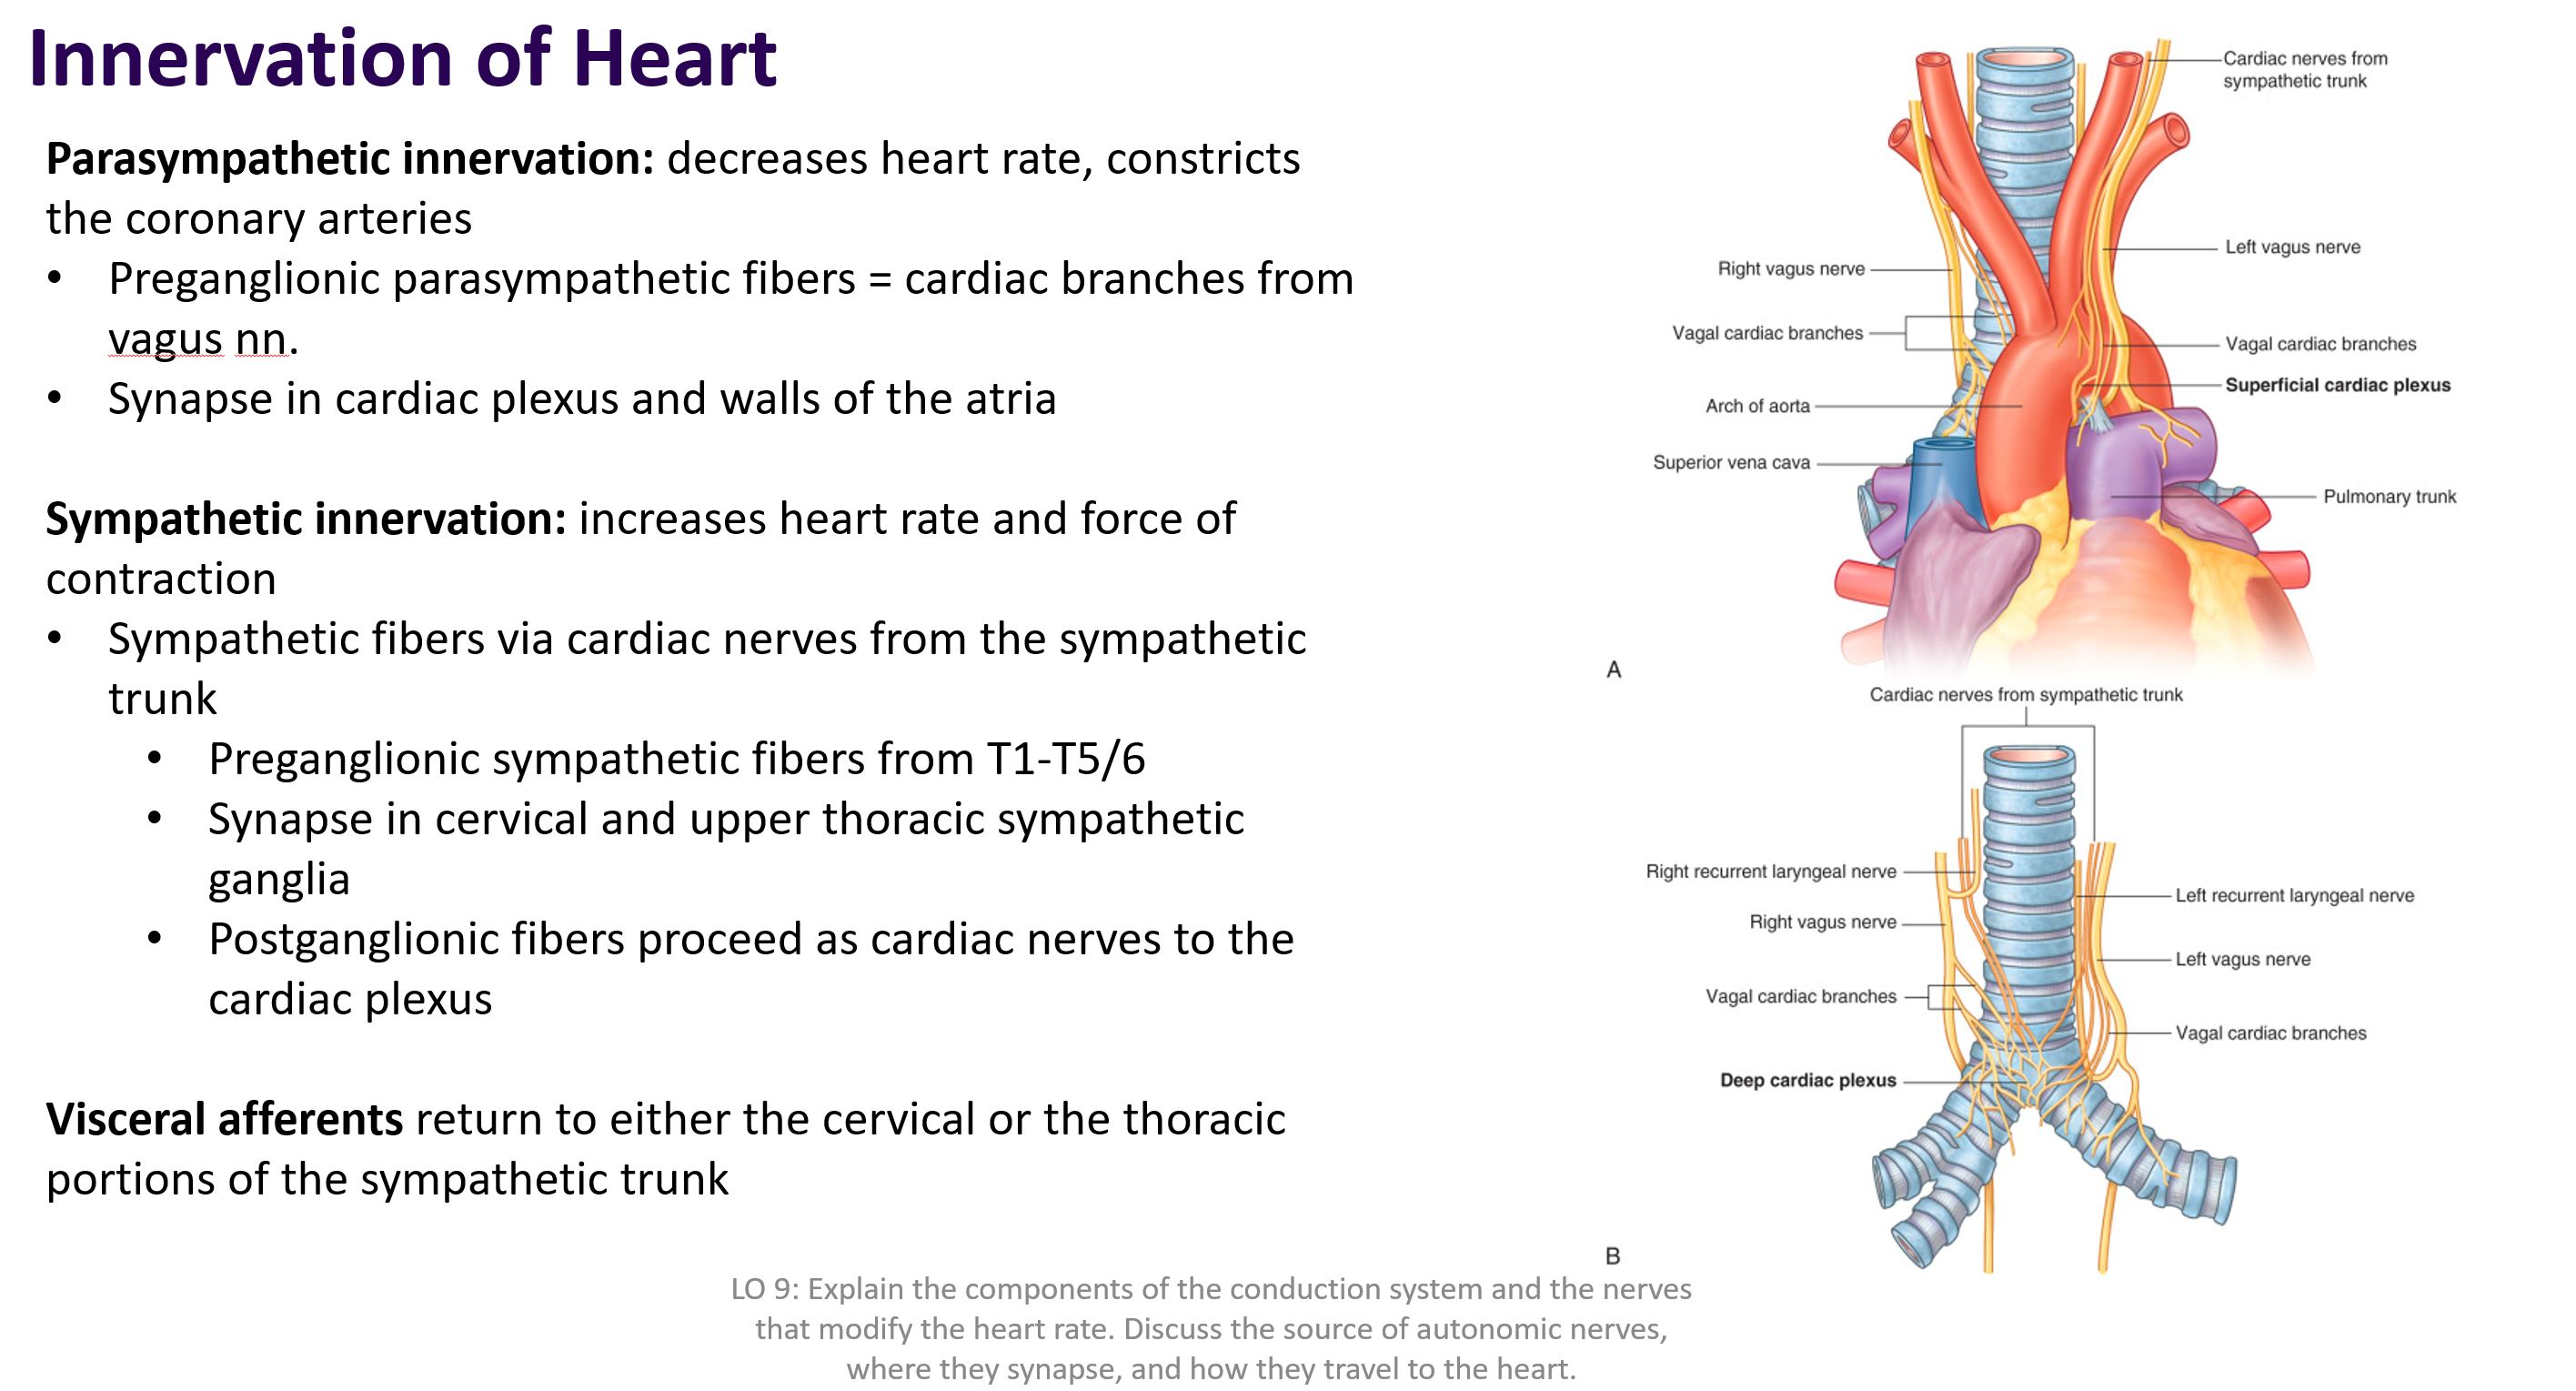 Innervation of Heart
Parasympathetic innervation: decreases heart rate, constricts
the coronary arteries
• Preganglionic parasympathetic fibers = cardiac branches from
vagus nn.
• Synapse in cardiac plexus and walls of the atria
Sympathetic innervation: increases heart rate and force of
contraction
• Sympathetic fibers via cardiac nerves from the sympathetic
trunk
• Preganglionic sympathetic fibers from T1-T5/6
• Synapse in cervical and upper thoracic sympathetic
ganglia
• Postganglionic fibers proceed as cardiac nerves to the
cardiac plexus
Visceral afferents return to either the cervical or the thoracic
portions of the sympathetic trunk
Cardiac nerves from
sympathetic trunk
Left vagus nerve
Right vagus nerve
Vagal cardiac branches
Vagal cardiac branches
Superficial cardiac plexus
Arch of aorta
Superior vena cava
Pulmonary trunk
A
Cardiac nerves from sympathetic trunk
Right recurrent laryngeal nerve
Left recurrent laryngeal nerve
Right vagus nerve
Left vagus nerve
Vagal cardiac branches
Vagal cardiac branches
Deep cardiac plexus
B
LO 9: Explain the components of the conduction system and the nerves
that modify the heart rate. Discuss the source of autonomic nerves,
where they synapse, and how they travel to the heart.